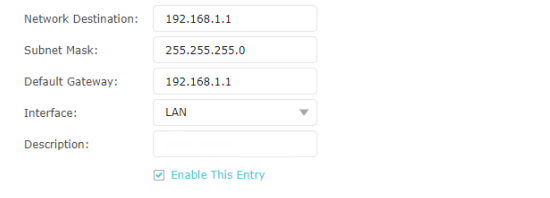 Network Destination: 192.168.1.1
Subnet Mask: 255.255.255.0
Default Gateway: 192.168.1.1
Interface: LAN
Description:
Enable This Entry